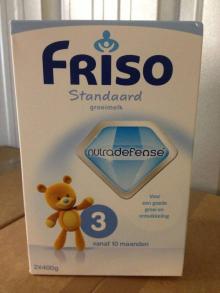 FRISO
Standaard
groeimelk
nutradefense
Voor
een goede
groei en
ontwikkeling
3
vanaf 10 maanden
2x400g